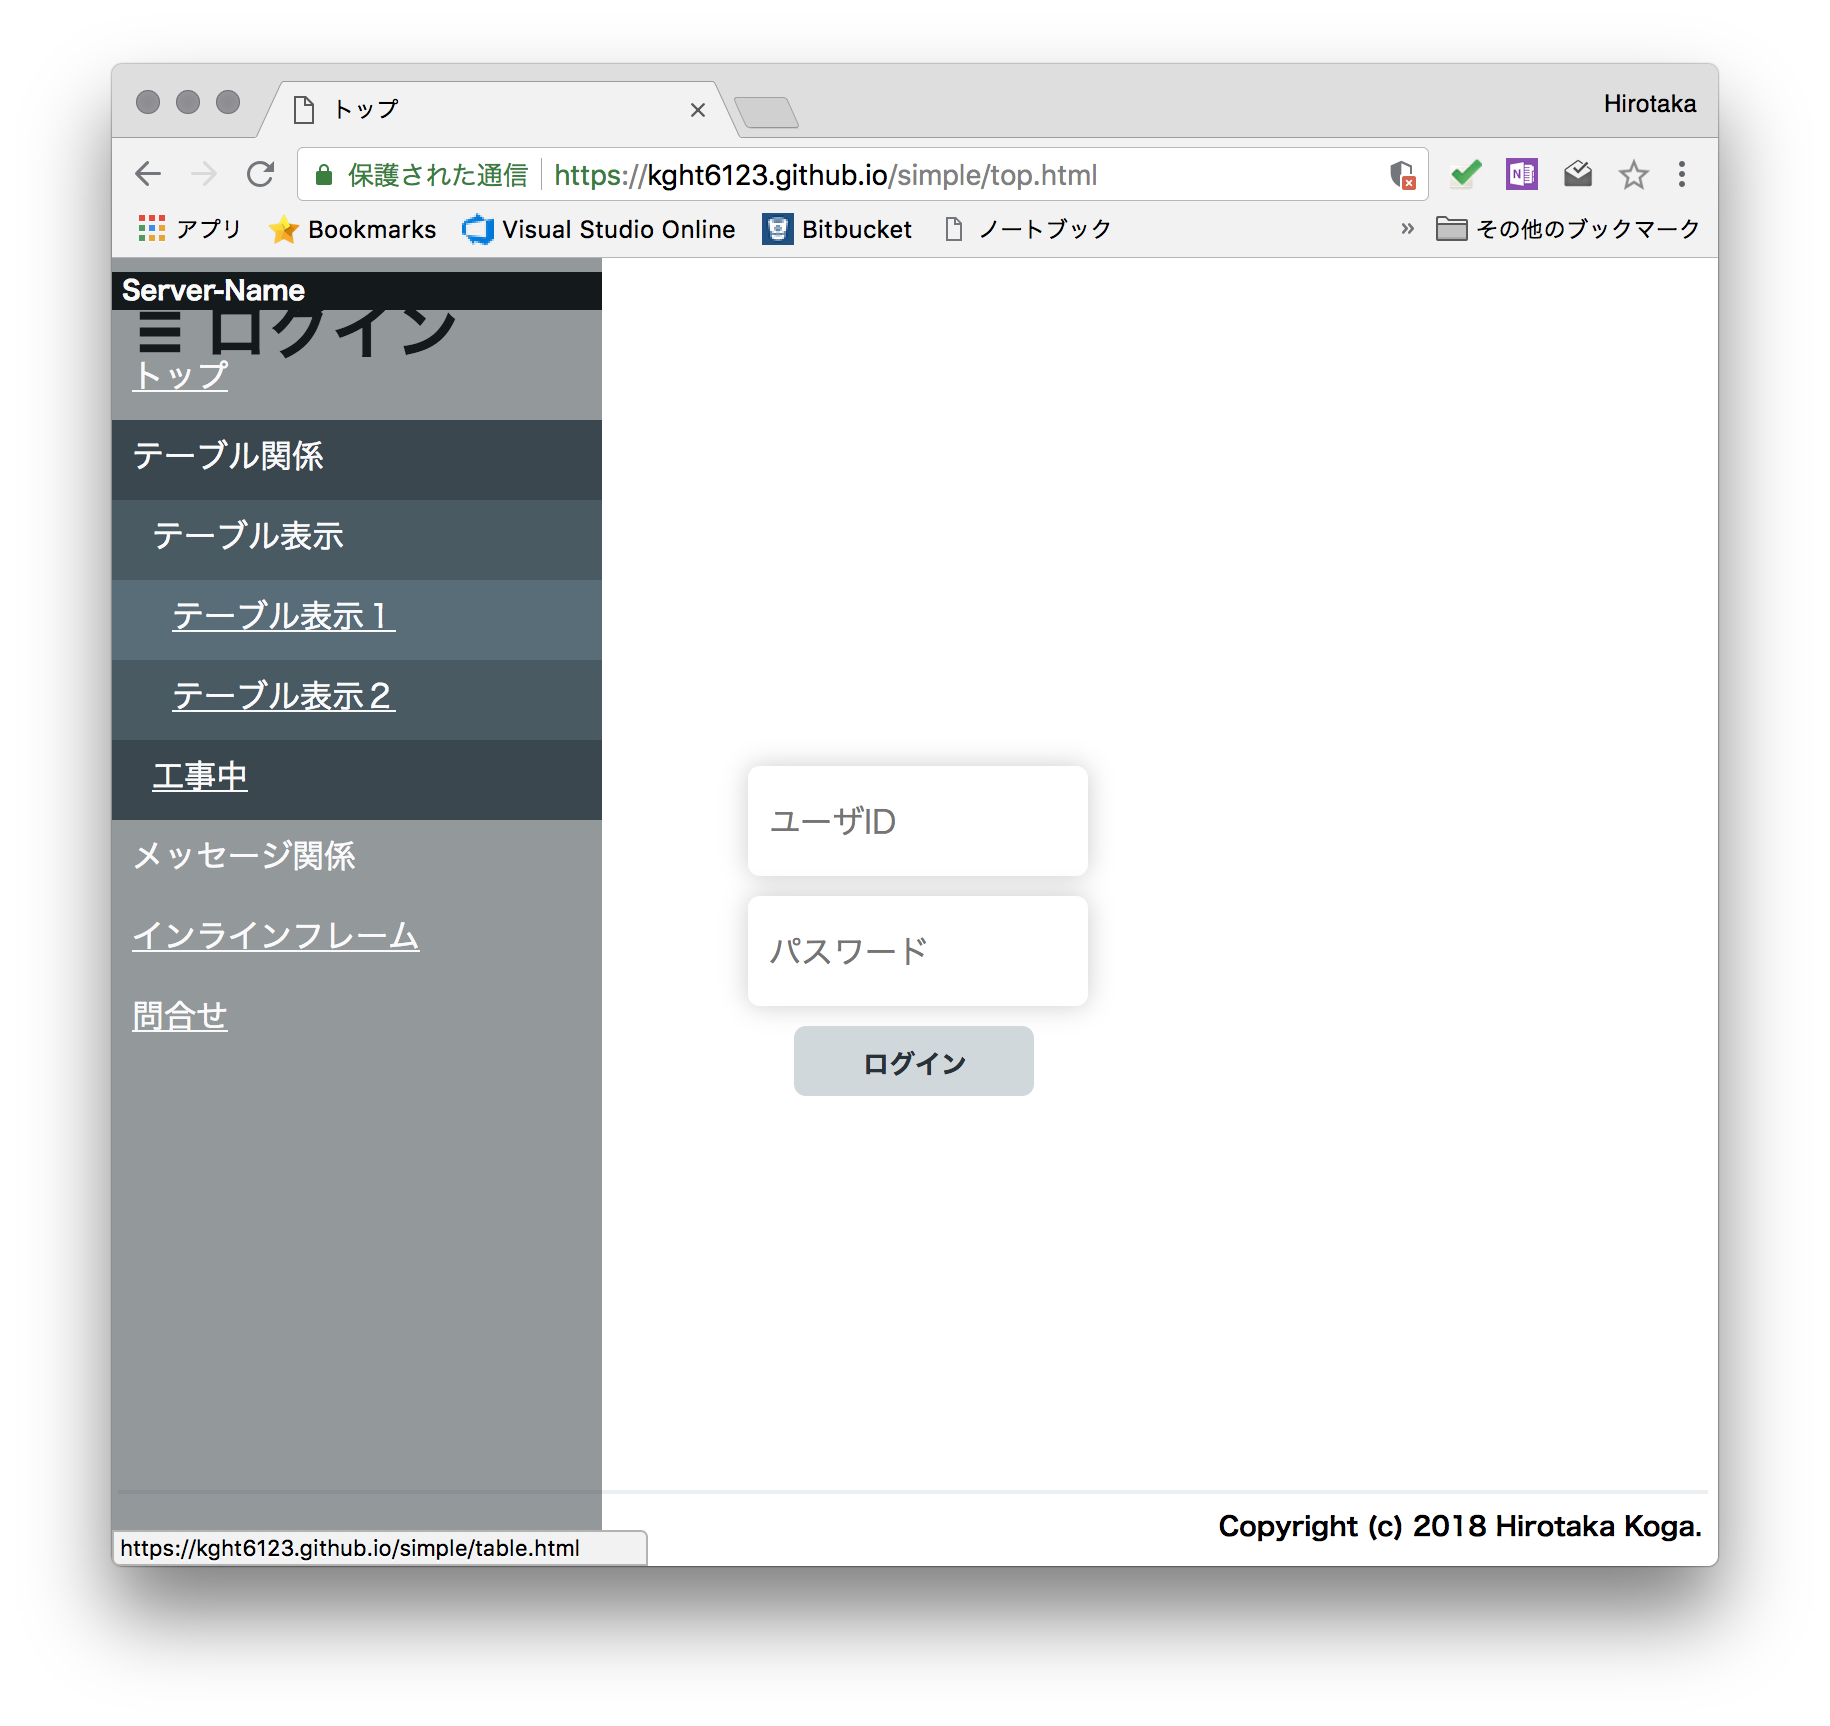 トップ
Hirotaka
保護された通信 https://kght6123.github.io/simple/top.html
アプリ Bookmarks Visual Studio Online Bitbucket ノートブック » その他のブックマーク
Server-Name
☰ ログイン
トップ
テーブル関係
テーブル表示
テーブル表示１
テーブル表示２
工事中
メッセージ関係
インラインフレーム
問合せ
ユーザID
パスワード
ログイン
Copyright (c) 2018 Hirotaka Koga.
https://kght6123.github.io/simple/table.html